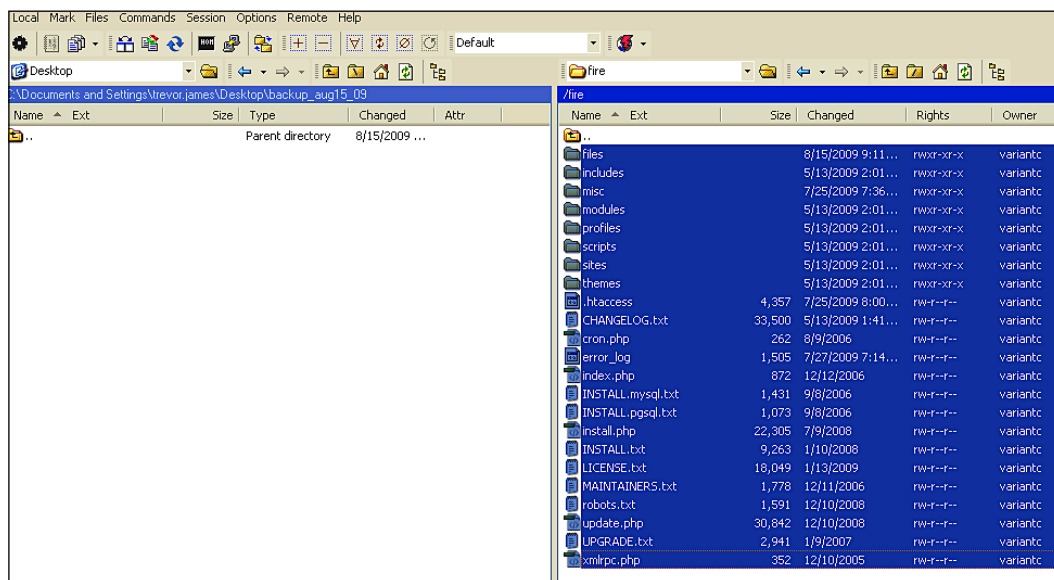 Local Mark Files Commands Session Options Remote Help
Default
Desktop
fire
C:\Documents and Settings\trevor.james\Desktop\backup_aug15_09
/fire
Name Ext Size Type Changed Attr
Name Ext Size Changed Rights Owner
.. Parent directory 8/15/2009 ...
..
files 8/15/2009 9:11... rwxr-xr-x variantc
includes 5/13/2009 2:01... rwxr-xr-x variantc
misc 7/25/2009 7:36... rwxr-xr-x variantc
modules 5/13/2009 2:01... rwxr-xr-x variantc
profiles 5/13/2009 2:01... rwxr-xr-x variantc
scripts 5/13/2009 2:01... rwxr-xr-x variantc
sites 5/13/2009 2:01... rwxr-xr-x variantc
themes 5/13/2009 2:01... rwxr-xr-x variantc
.htaccess 4,357 7/25/2009 8:00... rw-r--r-- variantc
CHANGELOG.txt 33,500 5/13/2009 1:41... rw-r--r-- variantc
cron.php 262 8/9/2006 rw-r--r-- variantc
error_log 1,505 7/27/2009 7:14... rw-r--r-- variantc
index.php 872 12/12/2006 rw-r--r-- variantc
INSTALL.mysql.txt 1,431 9/8/2006 rw-r--r-- variantc
INSTALL.pgsql.txt 1,073 9/8/2006 rw-r--r-- variantc
install.php 22,305 7/9/2008 rw-r--r-- variantc
INSTALL.txt 9,263 1/10/2008 rw-r--r-- variantc
LICENSE.txt 18,049 1/13/2009 rw-r--r-- variantc
MAINTAINERS.txt 1,778 12/11/2006 rw-r--r-- variantc
robots.txt 1,591 12/10/2008 rw-r--r-- variantc
update.php 30,842 12/10/2008 rw-r--r-- variantc
UPGRADE.txt 2,941 1/9/2007 rw-r--r-- variantc
xmlrpc.php 352 12/10/2005 rw-r--r-- variantc